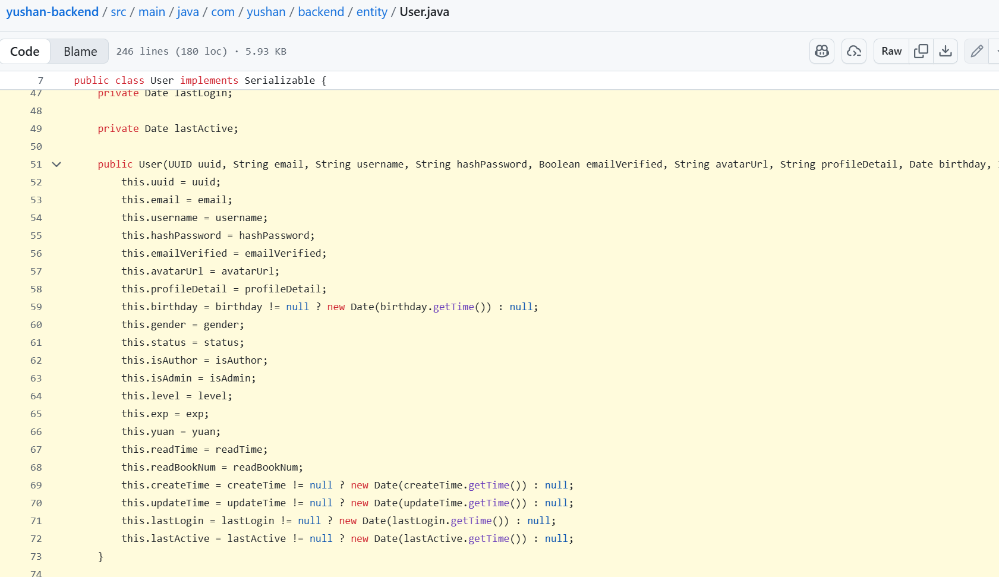 yushan-backend / src / main / java / com / yushan / backend / entity / User.java
Code Blame 246 lines (180 loc) · 5.93 KB Raw
7 public class User implements Serializable {
47 private Date lastLogin;
48
49 private Date lastActive;
50
51 public User(UUID uuid, String email, String username, String hashPassword, Boolean emailVerified, String avatarUrl, String profileDetail, Date birthday,
52 this.uuid = uuid;
53 this.email = email;
54 this.username = username;
55 this.hashPassword = hashPassword;
56 this.emailVerified = emailVerified;
57 this.avatarUrl = avatarUrl;
58 this.profileDetail = profileDetail;
59 this.birthday = birthday != null ? new Date(birthday.getTime()) : null;
60 this.gender = gender;
61 this.status = status;
62 this.isAuthor = isAuthor;
63 this.isAdmin = isAdmin;
64 this.level = level;
65 this.exp = exp;
66 this.yuan = yuan;
67 this.readTime = readTime;
68 this.readBookNum = readBookNum;
69 this.createTime = createTime != null ? new Date(createTime.getTime()) : null;
70 this.updateTime = updateTime != null ? new Date(updateTime.getTime()) : null;
71 this.lastLogin = lastLogin != null ? new Date(lastLogin.getTime()) : null;
72 this.lastActive = lastActive != null ? new Date(lastActive.getTime()) : null;
73 }
74